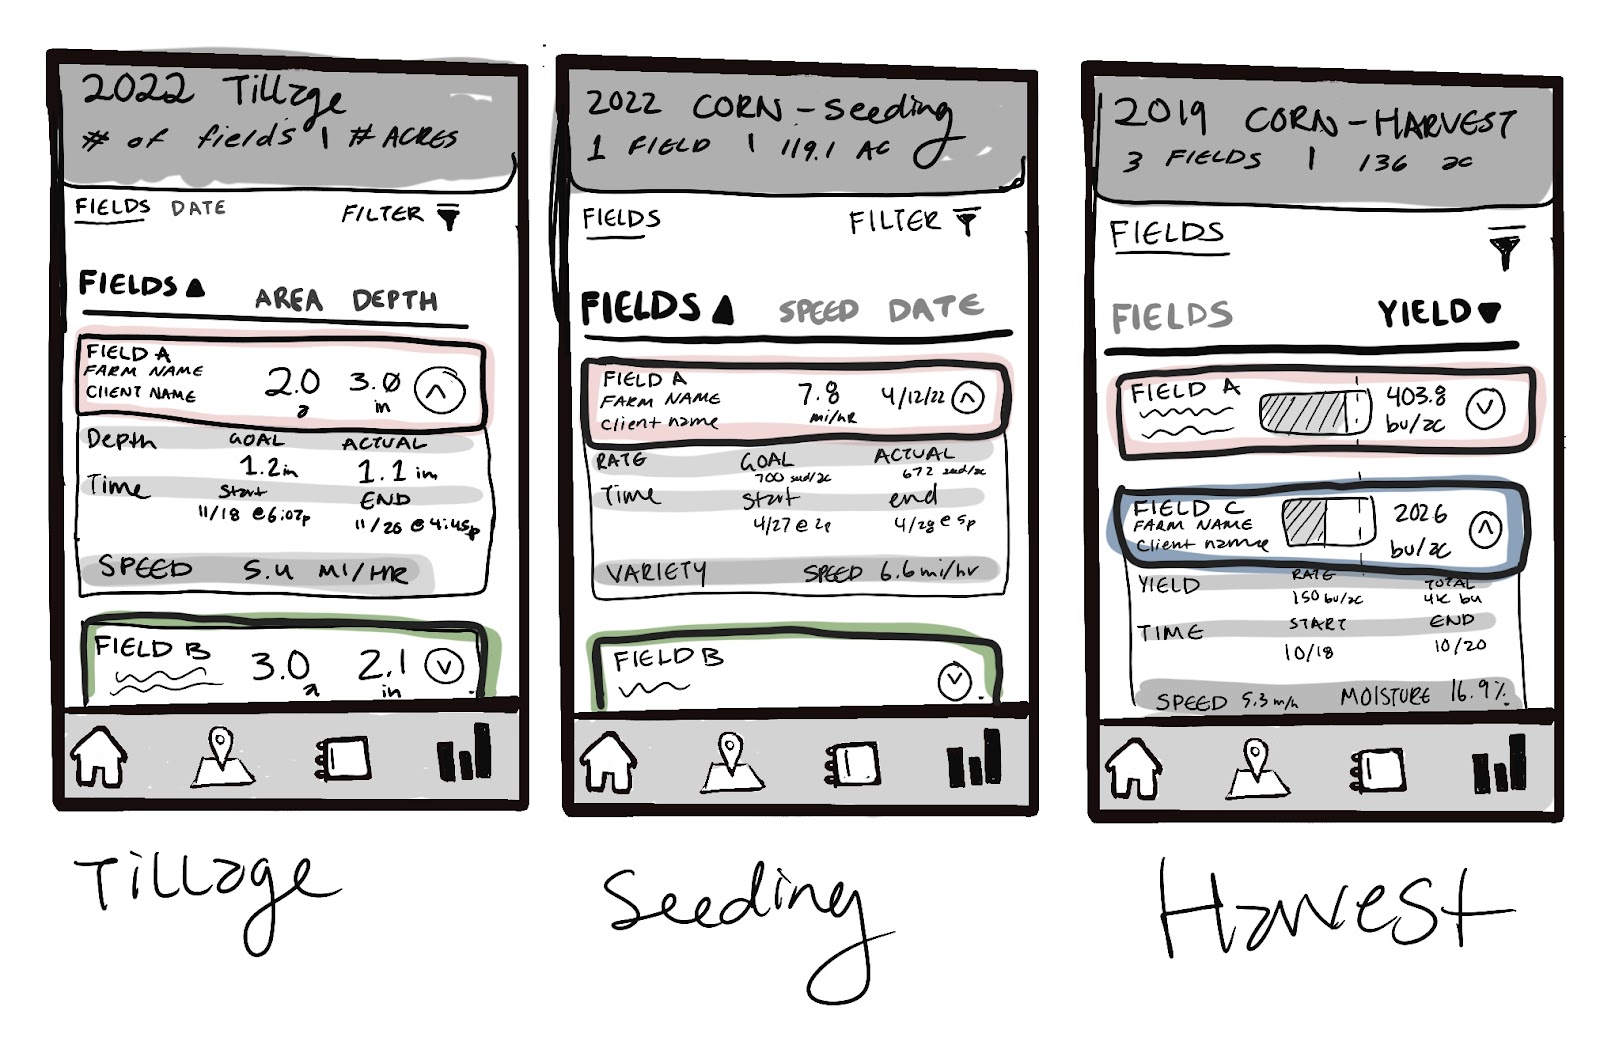 2022 Tillage
# of fields | # ACRES
FIELDS DATE FILTER
FIELDS▲ AREA DEPTH
FIELD A
FARM NAME
CLIENT NAME
2.0 a
3.0 in
Depth GOAL ACTUAL
1.2in 1.1 in
Time Start END
11/18 @ 6:07p 11/20 @ 4:45p
SPEED 5.4 MI/HR
FIELD B
3.0 a
2.1 in
Tillage
2022 CORN - Seeding
1 FIELD | 119.1 AC
FIELDS FILTER
FIELDS ▲ SPEED DATE
FIELD A
FARM NAME
Client name
7.8 mi/HR
4/12/22
RATE GOAL ACTUAL
700 seed/ac 672 seed/ac
Time start end
4/27 @ 2p 4/28 @ 5p
VARIETY SPEED 6.6 mi/hr
FIELD B
Seeding
2019 CORN - HARVEST
3 FIELDS | 136 ac
FIELDS
FIELDS YIELD▼
FIELD A
403.8
bu/ac
FIELD C
FARM NAME
Client name
202.6
bu/ac
YIELD RATE TOTAL
150 bu/ac 41K bu
TIME START END
10/18 10/20
SPEED 5.3 m/h MOISTURE 16.9%
Harvest